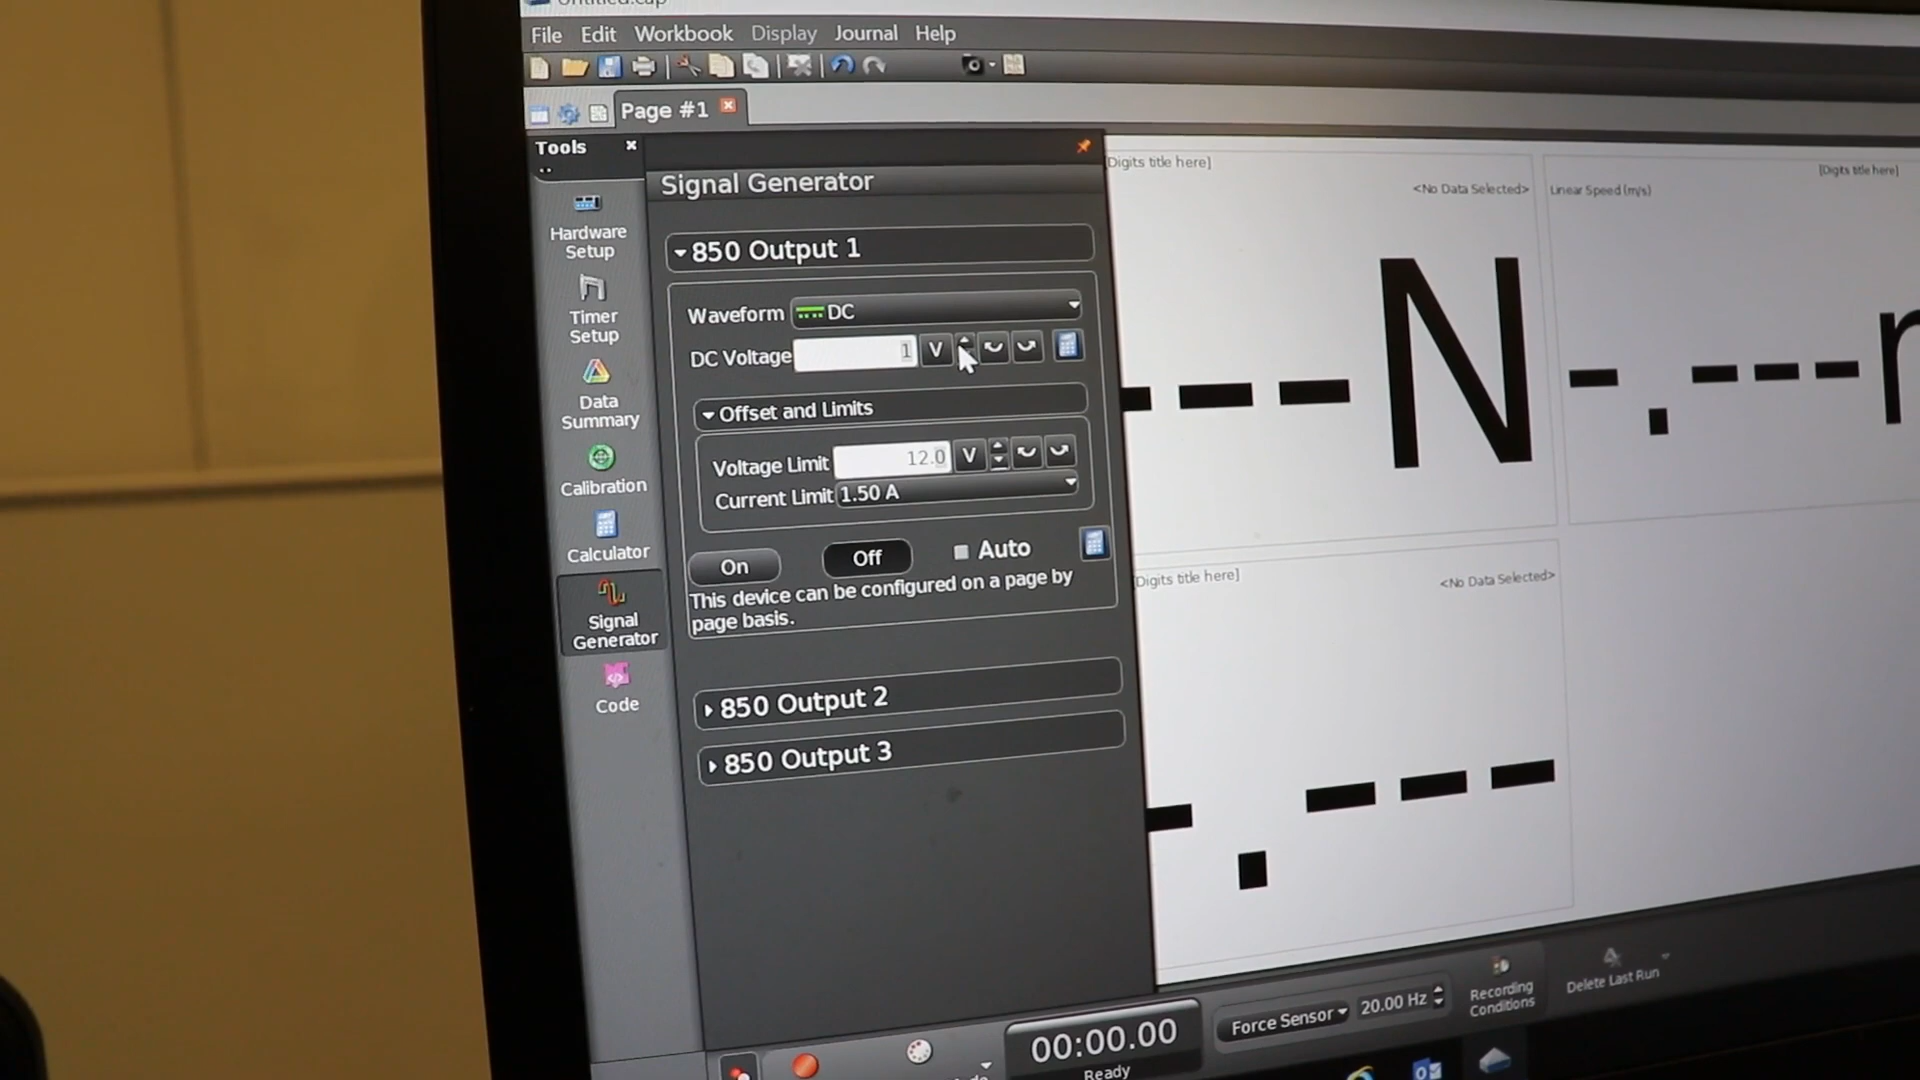 Untitled.cap
File Edit Workbook Display Journal Help
Page #1
Tools
Signal Generator
Hardware
Setup
Timer
Setup
Data
Summary
Calibration
Calculator
Signal
Generator
Code
850 Output 1
Waveform DC
DC Voltage 1 V
Offset and Limits
Voltage Limit 12.0 V
Current Limit 1.50 A
On Off Auto
This device can be configured on a page by
page basis.
850 Output 2
850 Output 3
[Digits title here]
<No Data Selected>
---N
[Digits title here]
Linear Speed (m/s)
-.---
[Digits title here]
<No Data Selected>
-.---
00:00.00
Ready
Force Sensor 20.00 Hz
Recording
Conditions
Delete Last Run